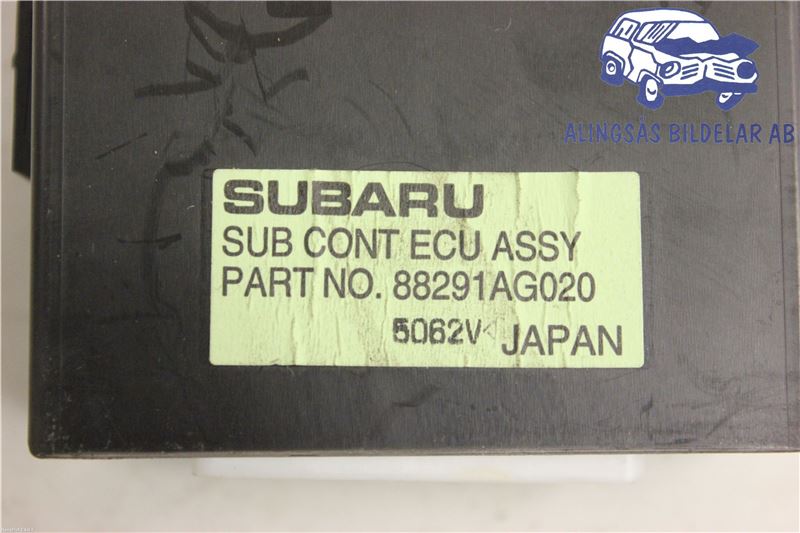 ALINGSÅS BILDELAR AB
SUBARU
SUB CONT ECU ASSY
PART NO. 88291AG020
5062V JAPAN